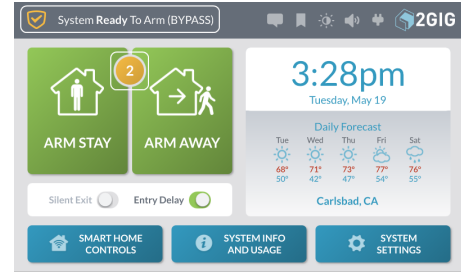 System Ready To Arm (BYPASS)
2GIG
2
ARM STAY
ARM AWAY
Silent Exit
Entry Delay
3:28pm
Tuesday, May 19
Daily Forecast
Tue Wed Thu Fri Sat
68° 71° 73° 77° 76°
50° 42° 47° 54° 55°
Carlsbad, CA
SMART HOME
CONTROLS
SYSTEM INFO
AND USAGE
SYSTEM
SETTINGS